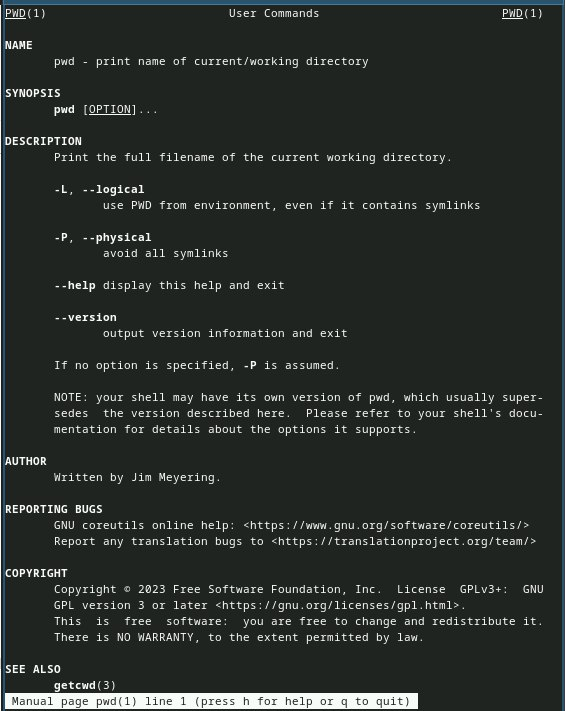 PWD(1)                          User Commands                          PWD(1)
NAME
pwd - print name of current/working directory
SYNOPSIS
pwd [OPTION]...
DESCRIPTION
Print the full filename of the current working directory.
-L, --logical
use PWD from environment, even if it contains symlinks
-P, --physical
avoid all symlinks
--help display this help and exit
--version
output version information and exit
If no option is specified, -P is assumed.
NOTE: your shell may have its own version of pwd, which usually super-
sedes  the version described here.  Please refer to your shell's docu-
mentation for details about the options it supports.
AUTHOR
Written by Jim Meyering.
REPORTING BUGS
GNU coreutils online help: <https://www.gnu.org/software/coreutils/>
Report any translation bugs to <https://translationproject.org/team/>
COPYRIGHT
Copyright © 2023 Free Software Foundation, Inc.  License  GPLv3+:  GNU
GPL version 3 or later <https://gnu.org/licenses/gpl.html>.
This  is  free  software:  you are free to change and redistribute it.
There is NO WARRANTY, to the extent permitted by law.
SEE ALSO
getcwd(3)
Manual page pwd(1) line 1 (press h for help or q to quit)